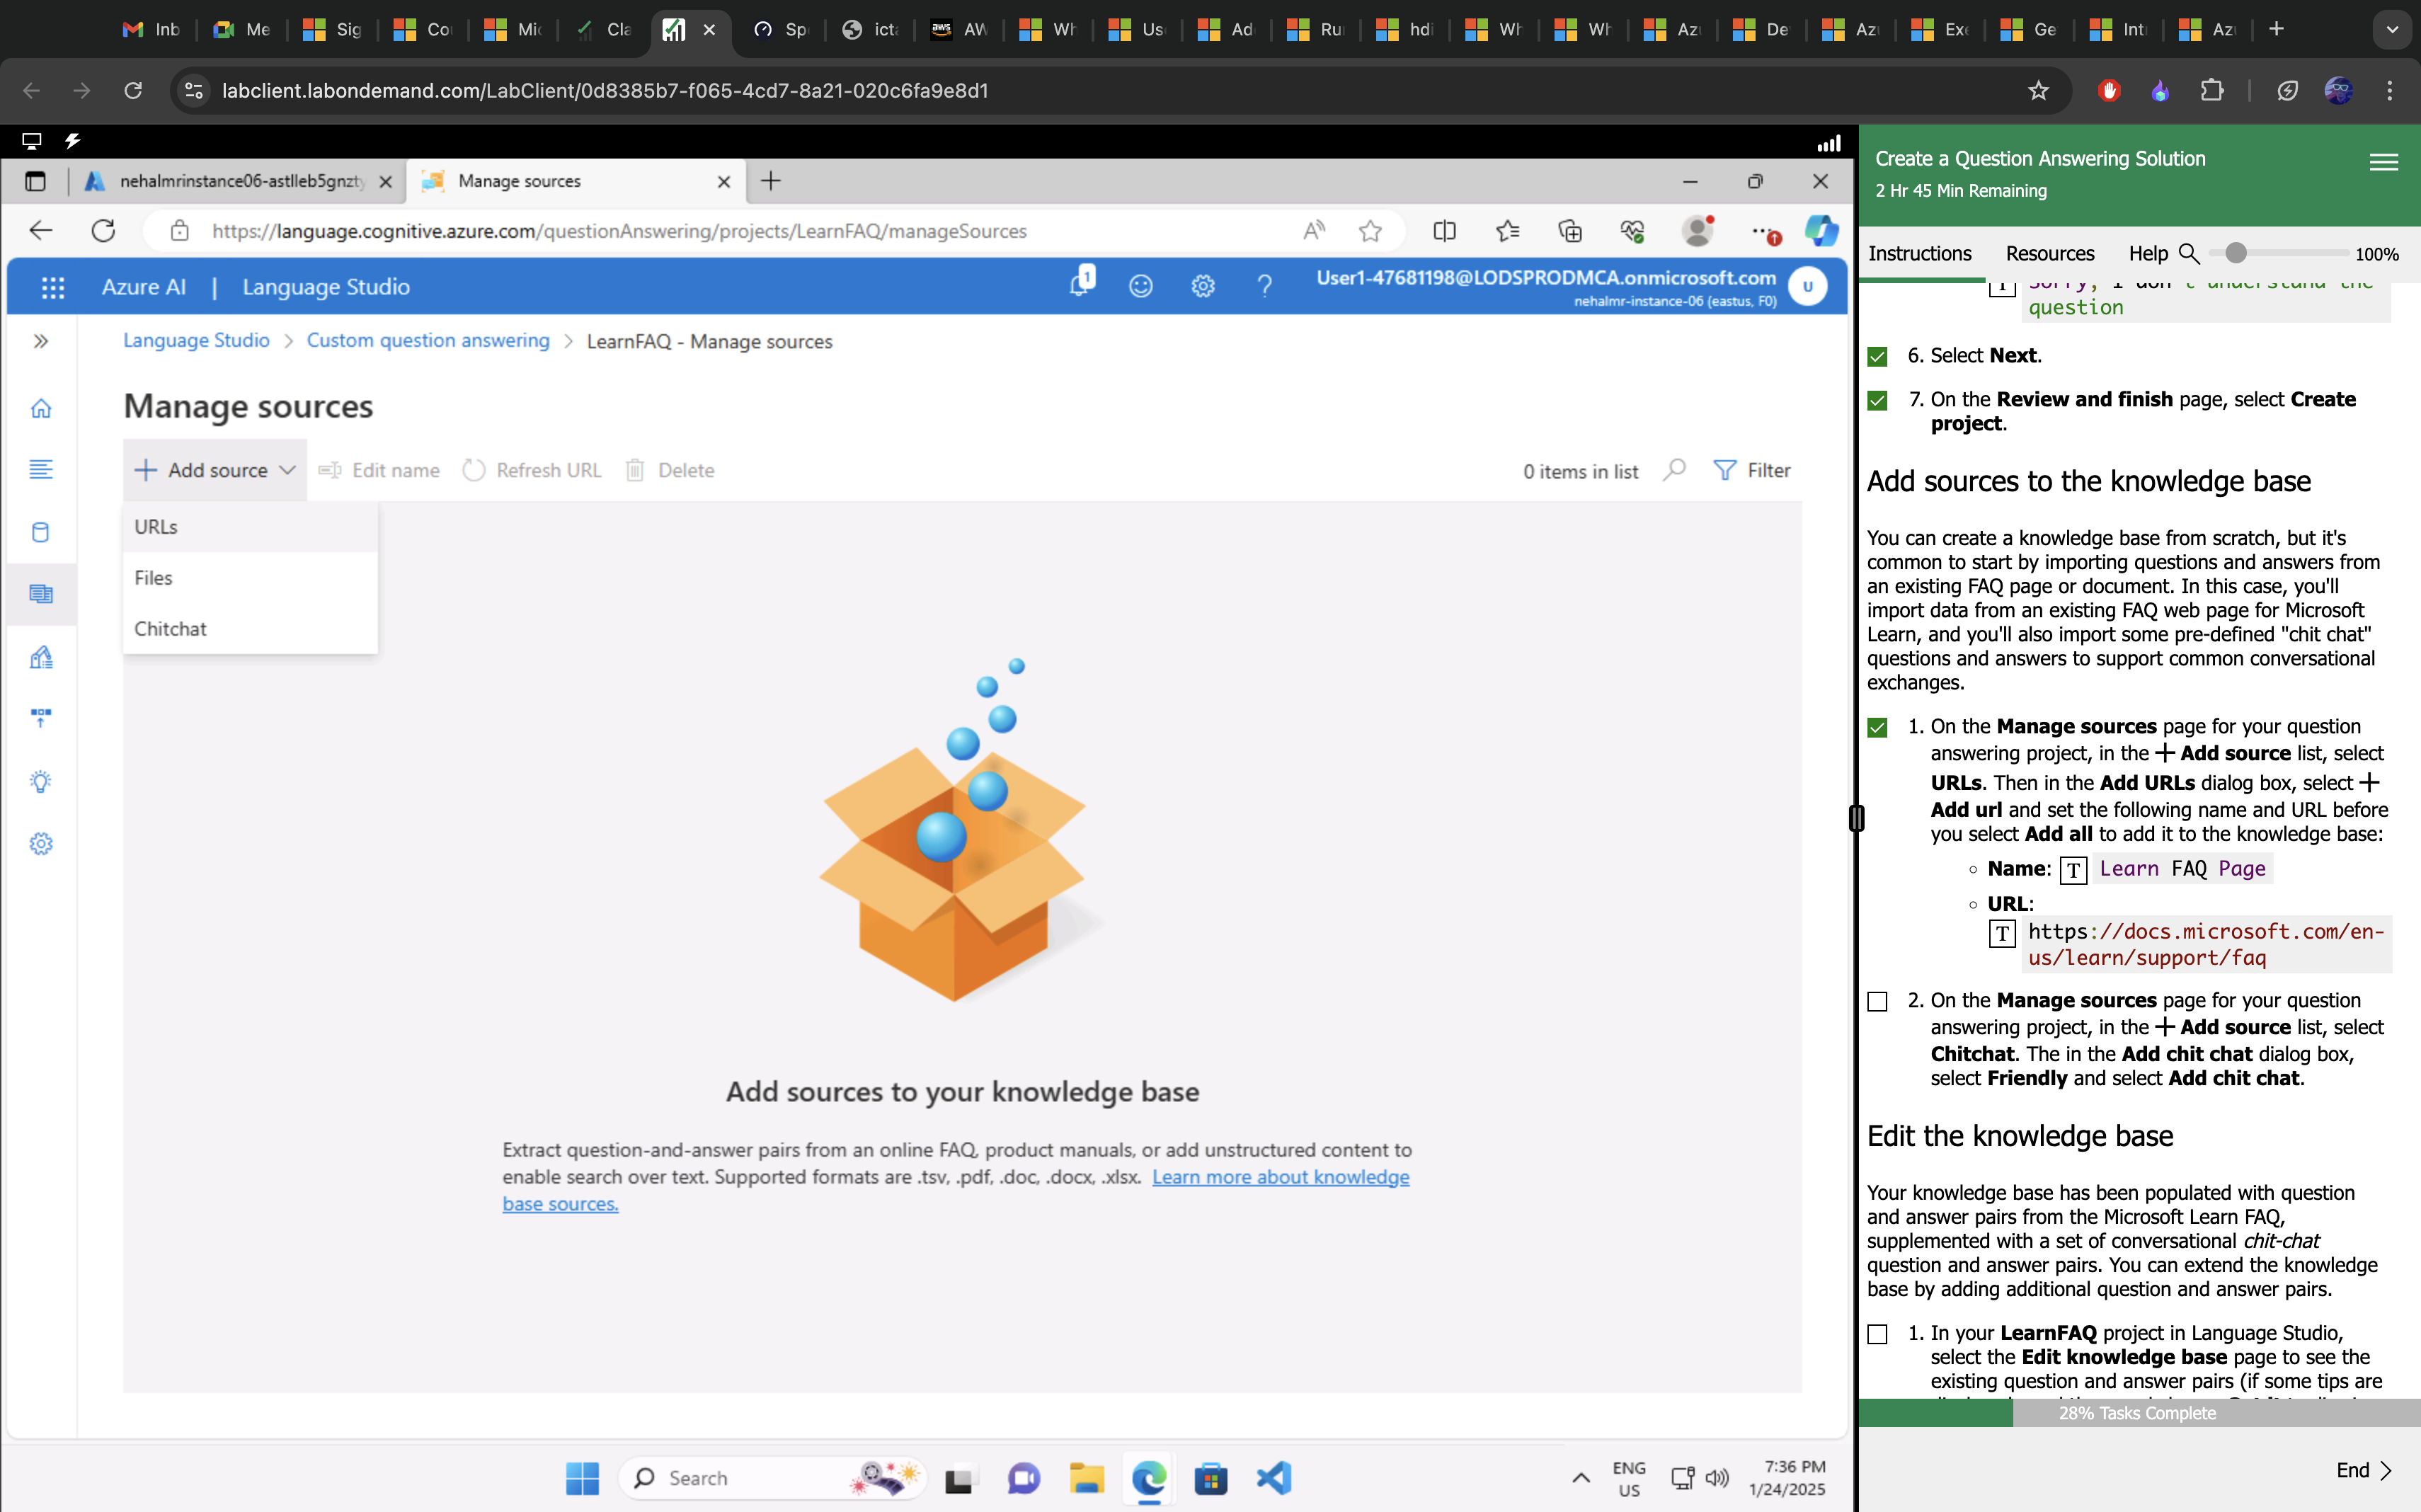 Inb
Me
Sig
Co
Mic
Cla
Sp
icta
aws
AW
Wh
Us
Ad
Ru
hdi
Wh
Wh
Az
De
Az
Exe
Ge
Int
Az
labclient.labondemand.com/LabClient/0d8385b7-f065-4cd7-8a21-020c6fa9e8d1
nehalmrinstance06-astlleb5gnzty
Manage sources
https://language.cognitive.azure.com/questionAnswering/projects/LearnFAQ/manageSources
Azure AI | Language Studio
1
User1-47681198@LODSPRODMCA.onmicrosoft.com
nehalmr-instance-06 (eastus, F0)
U
Language Studio > Custom question answering > LearnFAQ - Manage sources
Manage sources
Add source
Edit name
Refresh URL
Delete
0 items in list
Filter
URLs
Files
Chitchat
Add sources to your knowledge base
Extract question-and-answer pairs from an online FAQ, product manuals, or add unstructured content to
enable search over text. Supported formats are .tsv, .pdf, .doc, .docx, .xlsx. Learn more about knowledge
base sources.
Search
ENG
US
7:36 PM
1/24/2025
Create a Question Answering Solution
2 Hr 45 Min Remaining
Instructions
Resources
Help
100%
T Sorry, I don't understand the
question
6. Select Next.
7. On the Review and finish page, select Create
project.
Add sources to the knowledge base
You can create a knowledge base from scratch, but it's
common to start by importing questions and answers from
an existing FAQ page or document. In this case, you'll
import data from an existing FAQ web page for Microsoft
Learn, and you'll also import some pre-defined "chit chat"
questions and answers to support common conversational
exchanges.
1. On the Manage sources page for your question
answering project, in the + Add source list, select
URLs. Then in the Add URLs dialog box, select +
Add url and set the following name and URL before
you select Add all to add it to the knowledge base:
Name: T Learn FAQ Page
URL:
T https://docs.microsoft.com/en-
us/learn/support/faq
2. On the Manage sources page for your question
answering project, in the + Add source list, select
Chitchat. The in the Add chit chat dialog box,
select Friendly and select Add chit chat.
Edit the knowledge base
Your knowledge base has been populated with question
and answer pairs from the Microsoft Learn FAQ,
supplemented with a set of conversational chit-chat
question and answer pairs. You can extend the knowledge
base by adding additional question and answer pairs.
1. In your LearnFAQ project in Language Studio,
select the Edit knowledge base page to see the
existing question and answer pairs (if some tips are
28% Tasks Complete
End